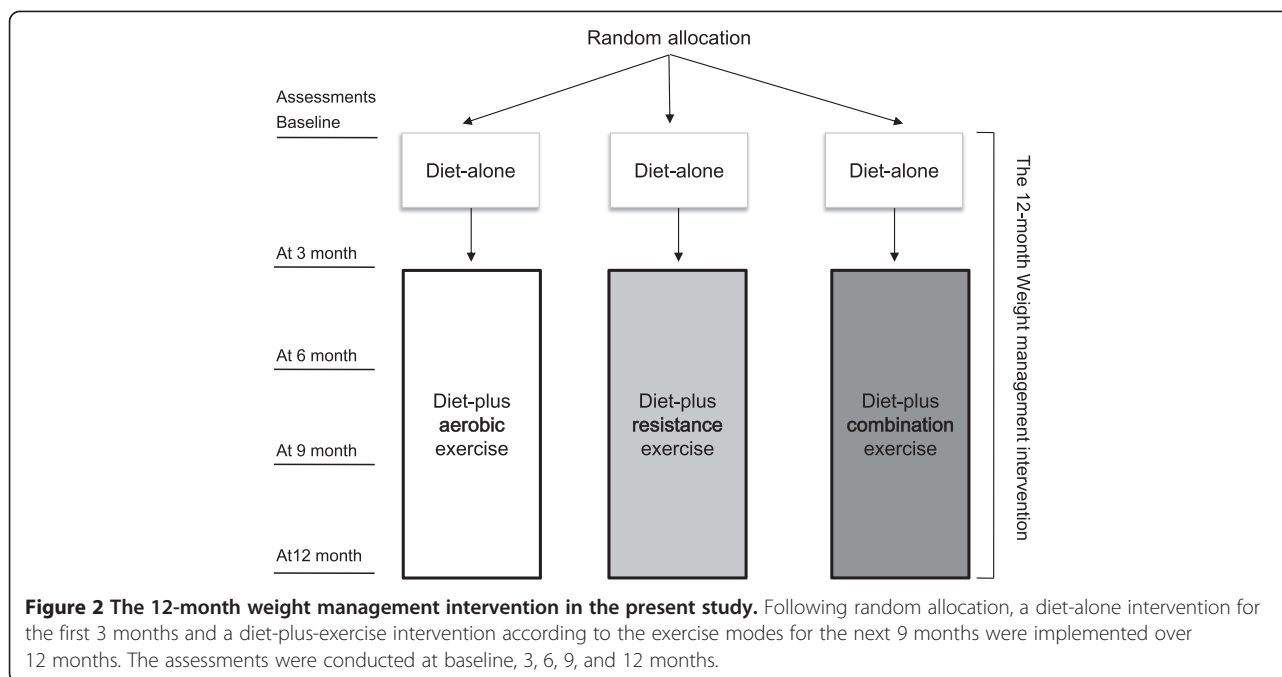 Random allocation
Assessments
Baseline
Diet-alone
Diet-alone
Diet-alone
At 3 month
At 6 month
At 9 month
At12 month
Diet-plus
aerobic
exercise
Diet-plus
resistance
exercise
Diet-plus
combination
exercise
The 12-month Weight management intervention
Figure 2 The 12-month weight management intervention in the present study. Following random allocation, a diet-alone intervention for
the first 3 months and a diet-plus-exercise intervention according to the exercise modes for the next 9 months were implemented over
12 months. The assessments were conducted at baseline, 3, 6, 9, and 12 months.